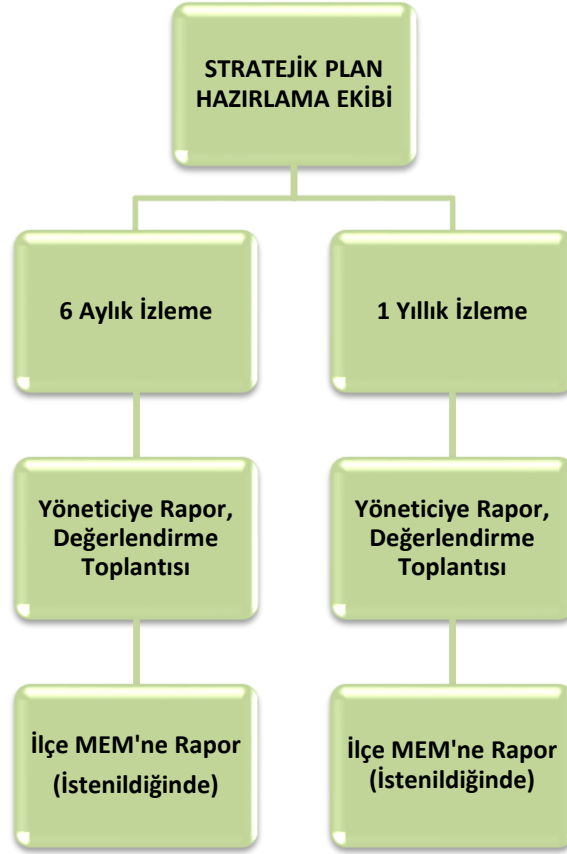 STRATEJİK PLAN
HAZIRLAMA EKİBİ
6 Aylık İzleme
1 Yıllık İzleme
Yöneticiye Rapor,
Değerlendirme
Toplantısı
Yöneticiye Rapor,
Değerlendirme
Toplantısı
İlçe MEM'ne Rapor
(İstenildiğinde)
İlçe MEM'ne Rapor
(İstenildiğinde)